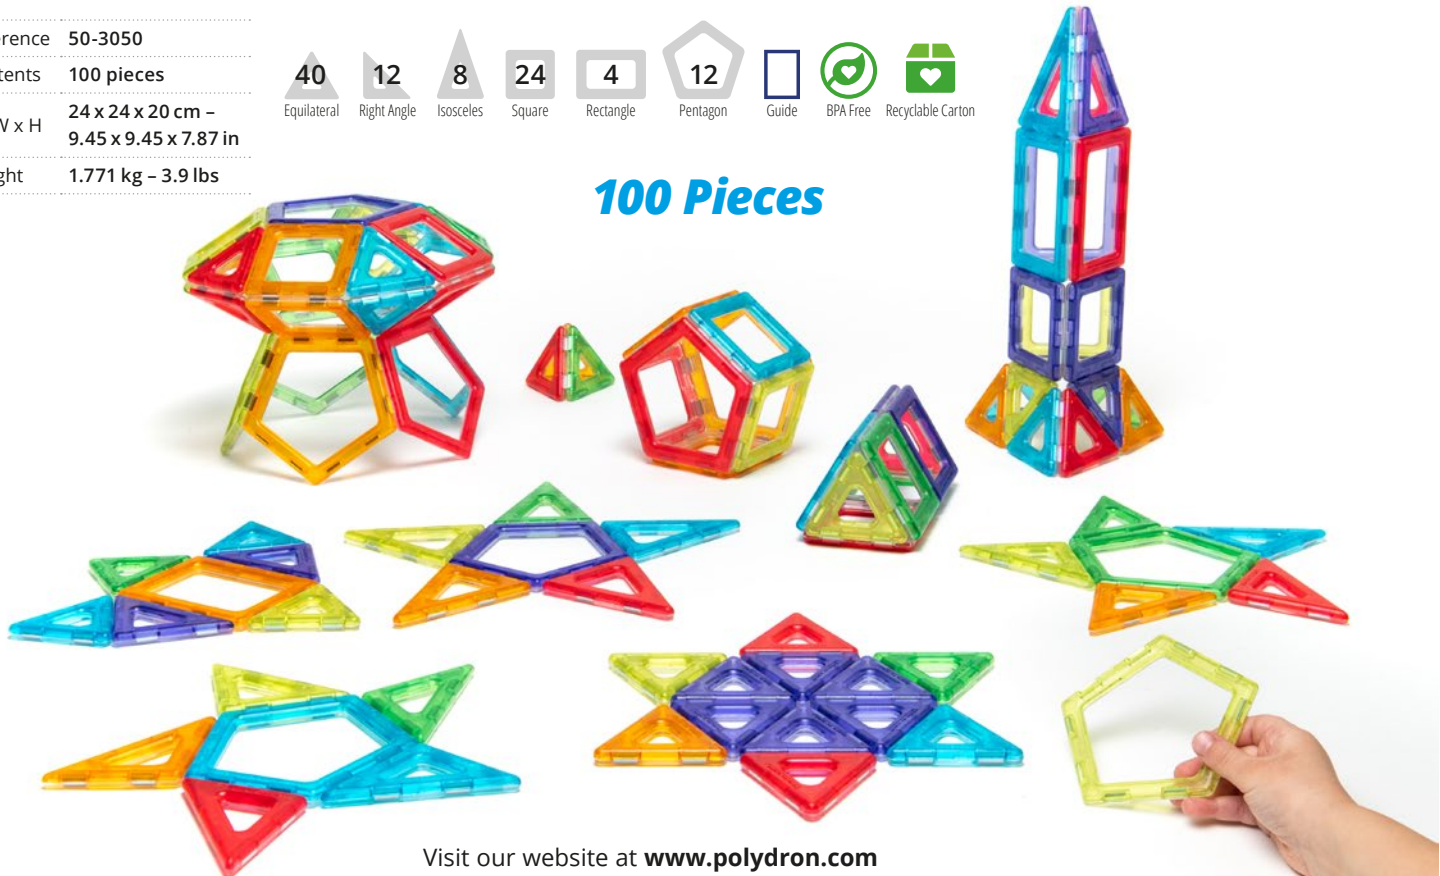 erence 50-3050
tents 100 pieces
W x H 24 x 24 x 20 cm –
9.45 x 9.45 x 7.87 in
ght 1.771 kg – 3.9 lbs
40 12 8 24 4 12
Equilateral Right Angle Isosceles Square Rectangle Pentagon Guide BPA Free Recyclable Carton
100 Pieces
Visit our website at www.polydron.com